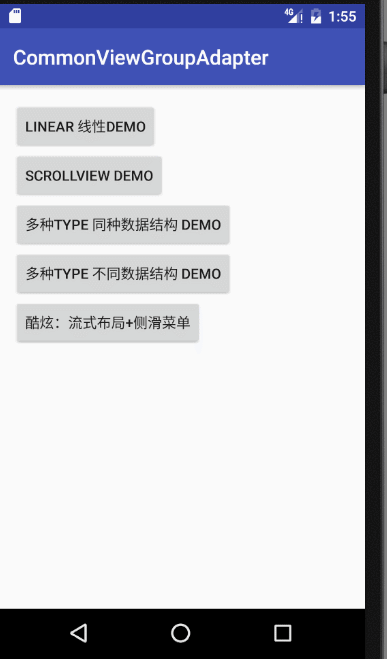 4G 1:55
CommonViewGroupAdapter
LINEAR 线性DEMO
SCROLLVIEW DEMO
多种TYPE 同种数据结构 DEMO
多种TYPE 不同数据结构 DEMO
酷炫：流式布局+侧滑菜单